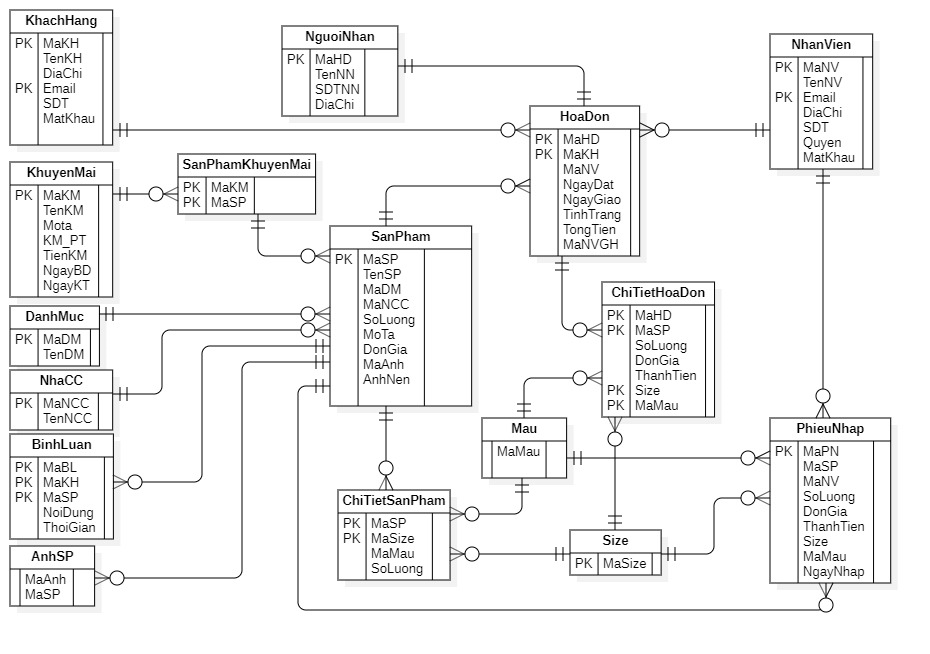 KhachHang
PK MaKH
TenKH
DiaChi
PK Email
SDT
MatKhau
NguoiNhan
PK MaHD
TenNN
SDTNN
DiaChi
NhanVien
PK MaNV
TenNV
PK Email
DiaChi
SDT
Quyen
MatKhau
HoaDon
PK MaHD
PK MaKH
MaNV
NgayDat
NgayGiao
TinhTrang
TongTien
MaNVGH
KhuyenMai
PK MaKM
TenKM
Mota
KM_PT
TienKM
NgayBD
NgayKT
SanPhamKhuyenMai
PK MaKM
PK MaSP
SanPham
PK MaSP
TenSP
MaDM
MaNCC
SoLuong
MoTa
DonGia
MaAnh
AnhNen
ChiTietHoaDon
PK MaHD
PK MaSP
SoLuong
DonGia
ThanhTien
PK Size
PK MaMau
DanhMuc
PK MaDM
TenDM
NhaCC
PK MaNCC
TenNCC
BinhLuan
PK MaBL
PK MaKH
PK MaSP
NoiDung
ThoiGian
AnhSP
MaAnh
MaSP
Mau
MaMau
ChiTietSanPham
PK MaSP
PK MaSize
MaMau
SoLuong
Size
PK MaSize
PhieuNhap
PK MaPN
MaSP
MaNV
SoLuong
DonGia
ThanhTien
Size
MaMau
NgayNhap